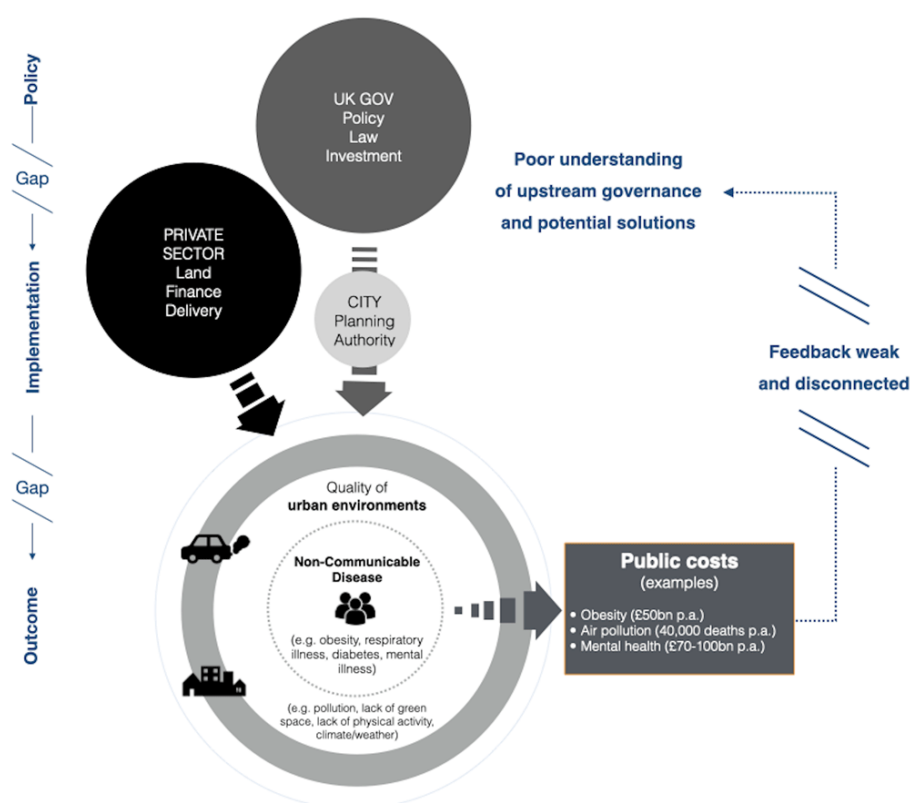 Policy
Gap
Implementation
Gap
Outcome
UK GOV
Policy
Law
Investment
PRIVATE
SECTOR
Land
Finance
Delivery
CITY
Planning
Authority
Poor understanding
of upstream governance
and potential solutions
Feedback weak
and disconnected
Quality of
urban environments
Non-Communicable
Disease
(e.g. obesity, respiratory
illness, diabetes, mental
illness)
(e.g. pollution, lack of green
space, lack of physical activity,
climate/weather)
Public costs
(examples)
• Obesity (£50bn p.a.)
• Air pollution (40,000 deaths p.a.)
• Mental health (£70-100bn p.a.)